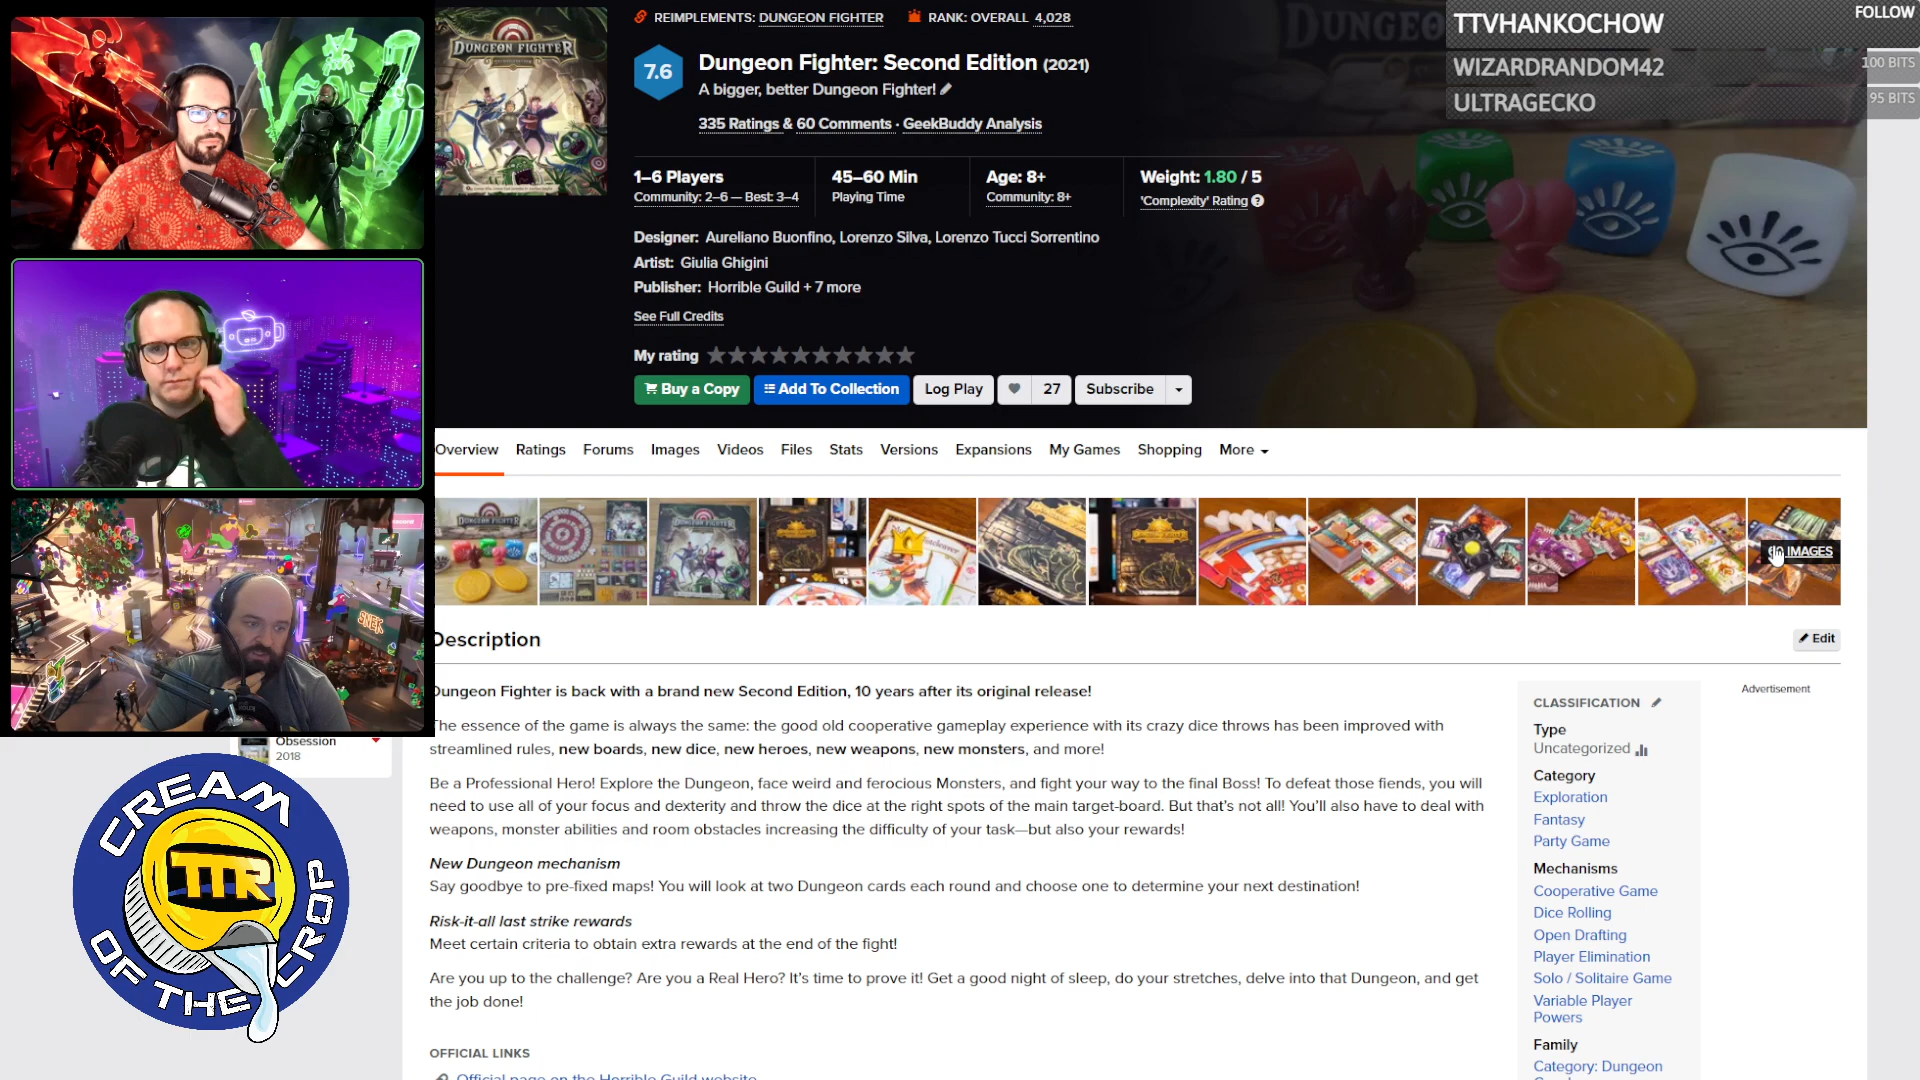 REIMPLEMENTS: DUNGEON FIGHTER
RANK: OVERALL 4,028
DUNGEON FIGHTER
7.6
Dungeon Fighter: Second Edition (2021)
A bigger, better Dungeon Fighter!
335 Ratings & 60 Comments · GeekBuddy Analysis
1–6 Players
Community: 2–6 — Best: 3–4
45–60 Min
Playing Time
Age: 8+
Community: 8+
Weight: 1.80 / 5
'Complexity' Rating
Designer: Aureliano Buonfino, Lorenzo Silva, Lorenzo Tucci Sorrentino
Artist: Giulia Ghigini
Publisher: Horrible Guild + 7 more
See Full Credits
My rating
Buy a Copy
Add To Collection
Log Play
27
Subscribe
TTVHANKOCHOW
FOLLOW
WIZARDRANDOM42
100 BITS
ULTRAGECKO
95 BITS
Overview
Ratings
Forums
Images
Videos
Files
Stats
Versions
Expansions
My Games
Shopping
More
IMAGES
SNEK
Description
Edit
Dungeon Fighter is back with a brand new Second Edition, 10 years after its original release!
The essence of the game is always the same: the good old cooperative gameplay experience with its crazy dice throws has been improved with
streamlined rules, new boards, new dice, new heroes, new weapons, new monsters, and more!
Be a Professional Hero! Explore the Dungeon, face weird and ferocious Monsters, and fight your way to the final Boss! To defeat those fiends, you will
need to use all of your focus and dexterity and throw the dice at the right spots of the main target-board. But that's not all! You'll also have to deal with
weapons, monster abilities and room obstacles increasing the difficulty of your task—but also your rewards!
New Dungeon mechanism
Say goodbye to pre-fixed maps! You will look at two Dungeon cards each round and choose one to determine your next destination!
Risk-it-all last strike rewards
Meet certain criteria to obtain extra rewards at the end of the fight!
Are you up to the challenge? Are you a Real Hero? It's time to prove it! Get a good night of sleep, do your stretches, delve into that Dungeon, and get
the job done!
OFFICIAL LINKS
Official page on the Horrible Guild website
Advertisement
CLASSIFICATION
Type
Uncategorized
Category
Exploration
Fantasy
Party Game
Mechanisms
Cooperative Game
Dice Rolling
Open Drafting
Player Elimination
Solo / Solitaire Game
Variable Player
Powers
Family
Category: Dungeon
Obsession
2018
CREAM
TTR
OF THE
CROP